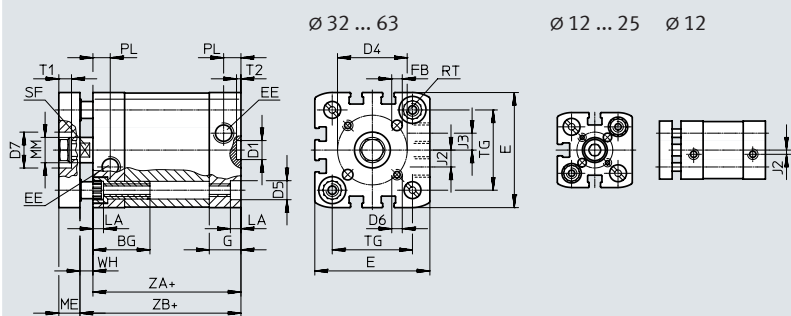 Ø 32 ... 63
Ø 12 ... 25
Ø 12
PL
PL
D4
T1
T2
FB
RT
SF
EE
D7
MM
D1
J3
J2
TG
E
J2
EE
D5
LA
LA
D6
BG
G
TG
WH
E
ZA+
ME
ZB+